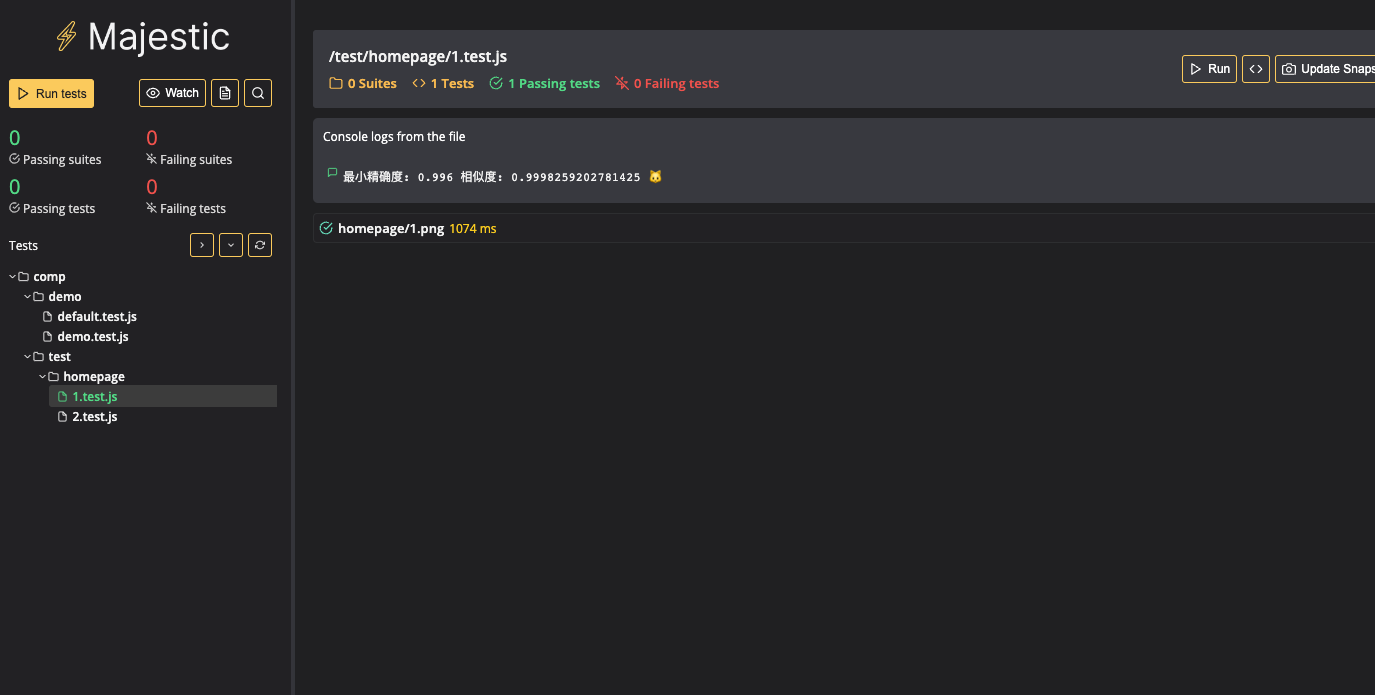 Majestic
Run tests
Watch
0
0
Passing suites
Failing suites
0
0
Passing tests
Failing tests
Tests
comp
demo
default.test.js
demo.test.js
test
homepage
1.test.js
2.test.js
/test/homepage/1.test.js
0 Suites
1 Tests
1 Passing tests
0 Failing tests
Run
Update Snaps
Console logs from the file
最小精确度: 0.996 相似度: 0.9998259202781425 🐱
homepage/1.png 1074 ms